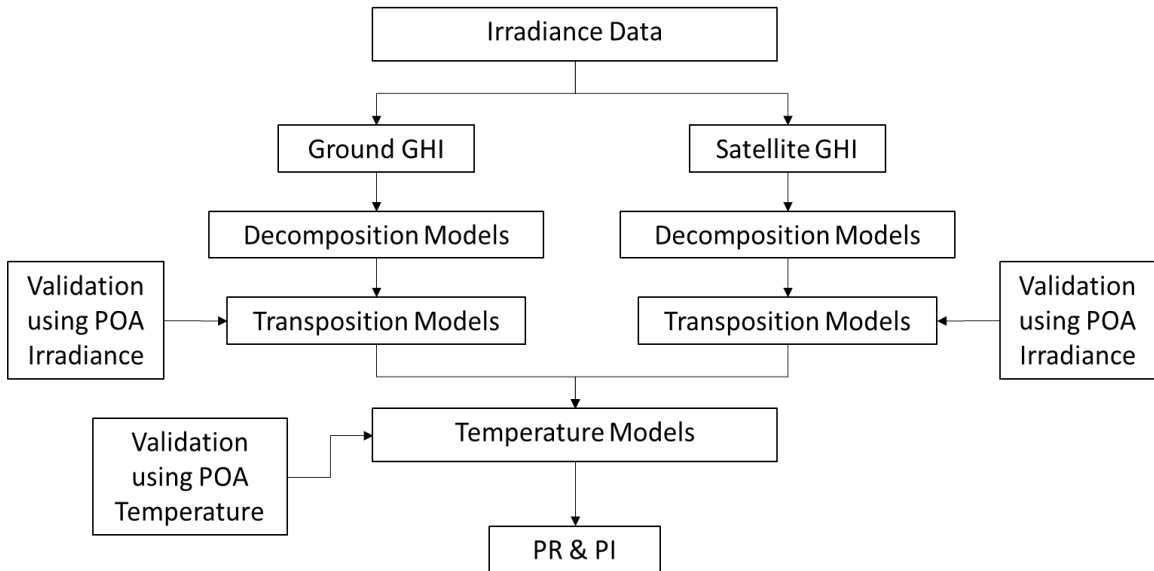 Irradiance Data
Ground GHI
Satellite GHI
Decomposition Models
Decomposition Models
Validation
using POA
Irradiance
Transposition Models
Transposition Models
Validation
using POA
Irradiance
Temperature Models
Validation
using POA
Temperature
PR & PI